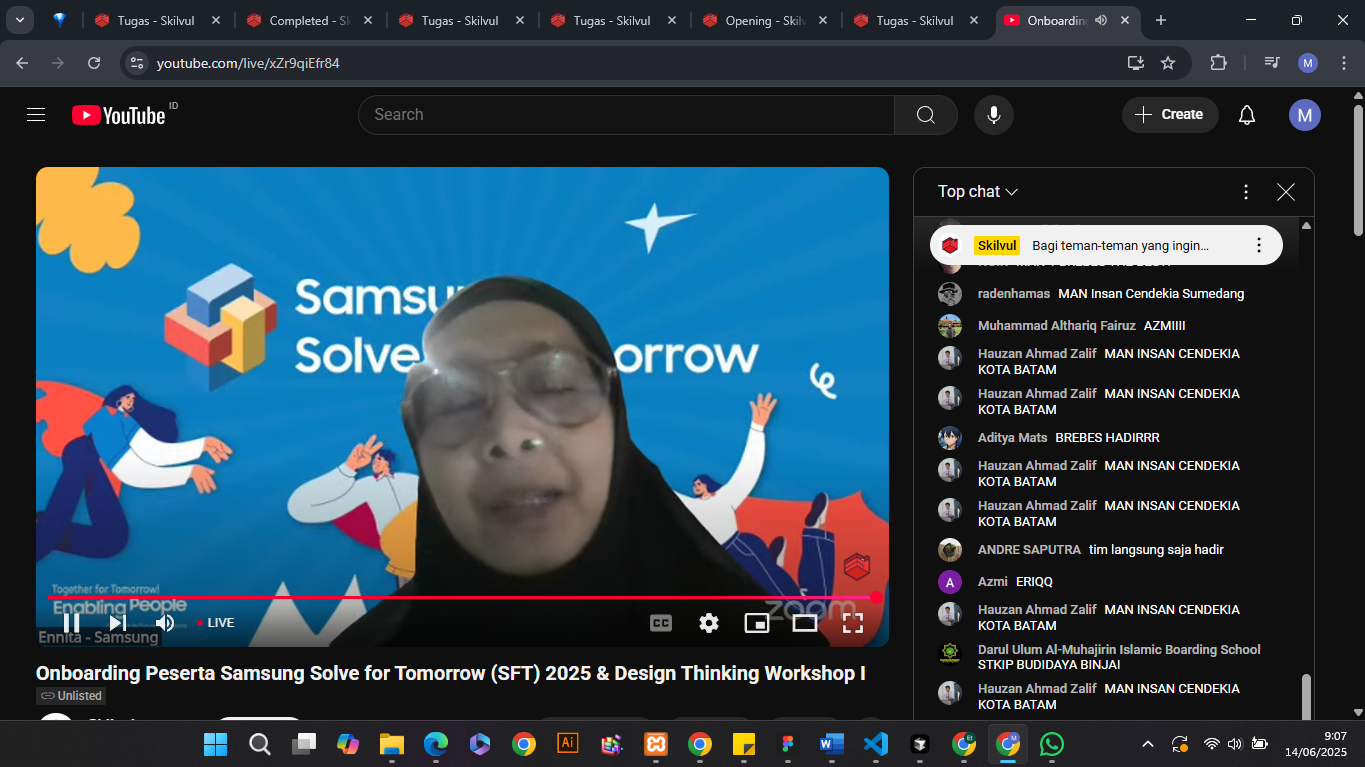 Tugas - Skilvul
Completed - Sk
Tugas - Skilvul
Tugas - Skilvul
Opening - Skilv
Tugas - Skilvul
Onboarding
youtube.com/live/xZr9qiEfr84
M
YouTube ID
Search
Create
M
Samsu
Solve
orrow
Together for Tomorrow!
Enabling People
zoom
LIVE
CC
Ennita - Samsung
Onboarding Peserta Samsung Solve for Tomorrow (SFT) 2025 & Design Thinking Workshop I
Unlisted
Top chat
Skilvul Bagi teman-teman yang ingin...
radenhamas MAN Insan Cendekia Sumedang
Muhammad Althariq Fairuz AZMIIII
Hauzan Ahmad Zalif MAN INSAN CENDEKIA
KOTA BATAM
Hauzan Ahmad Zalif MAN INSAN CENDEKIA
KOTA BATAM
Aditya Mats BREBES HADIRRR
Hauzan Ahmad Zalif MAN INSAN CENDEKIA
KOTA BATAM
Hauzan Ahmad Zalif MAN INSAN CENDEKIA
KOTA BATAM
ANDRE SAPUTRA tim langsung saja hadir
A
Azmi ERIQQ
Hauzan Ahmad Zalif MAN INSAN CENDEKIA
KOTA BATAM
Darul Ulum Al-Muhajirin Islamic Boarding School
STKIP BUDIDAYA BINJAI
Hauzan Ahmad Zalif MAN INSAN CENDEKIA
KOTA BATAM
Ai
9:07
14/06/2025